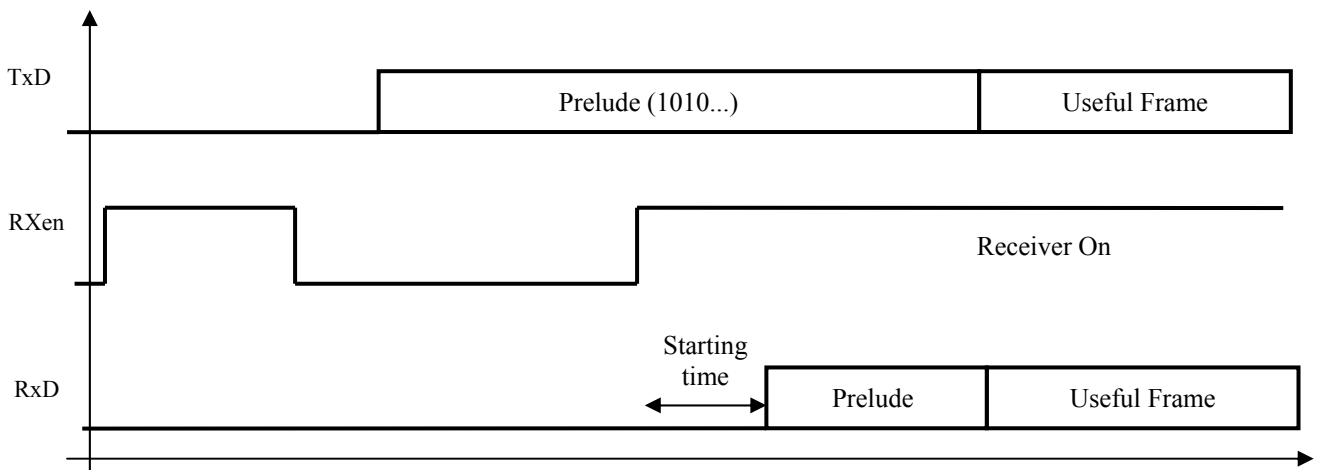 TxD
Prelude (1010...)
Useful Frame
RXen
Receiver On
Starting
time
RxD
Prelude
Useful Frame